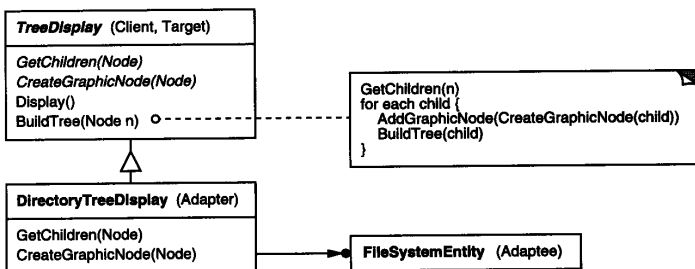 TreeDisplay (Client, Target)
GetChildren(Node)
CreateGraphicNode(Node)
Display()
BuildTree(Node n)
GetChildren(n)
for each child {
AddGraphicNode(CreateGraphicNode(child))
BuildTree(child)
}
DirectoryTreeDisplay (Adapter)
GetChildren(Node)
CreateGraphicNode(Node)
FileSystemEntity (Adaptee)